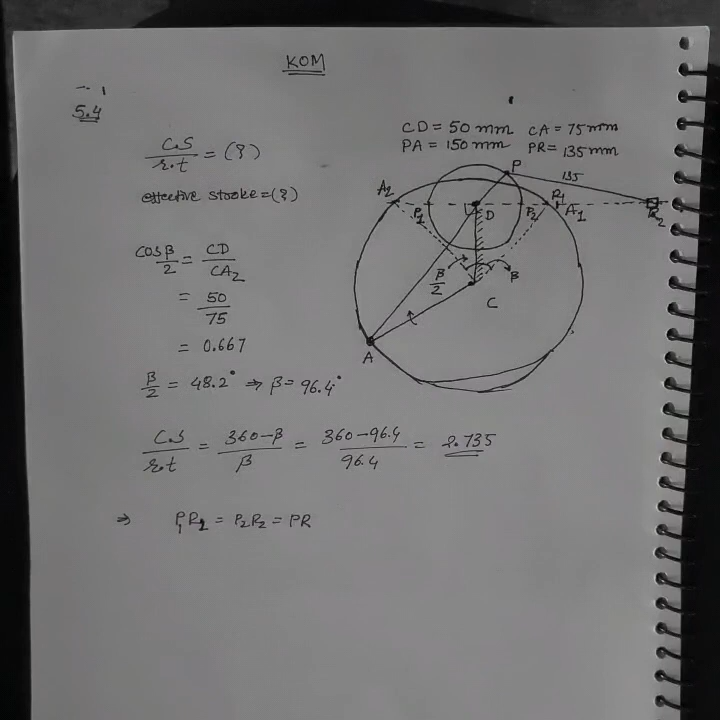 KOM
5.4
CD = 50 mm CA = 75 mm
PA = 150 mm PR = 135 mm
C.S / r.t = (?)
effective stroke = (?)
cos β/2 = CD / CA₂
= 50 / 75
= 0.667
β/2 = 48.2° ⇒ β = 96.4°
C.S / r.t = 360-β / β = 360-96.4 / 96.4 = 2.735
⇒ P₁R₁ = P₂R₂ = PR
P
135
A₂
P₁
D
P₂
R₁
A₁
R₂
β/2
β
C
A